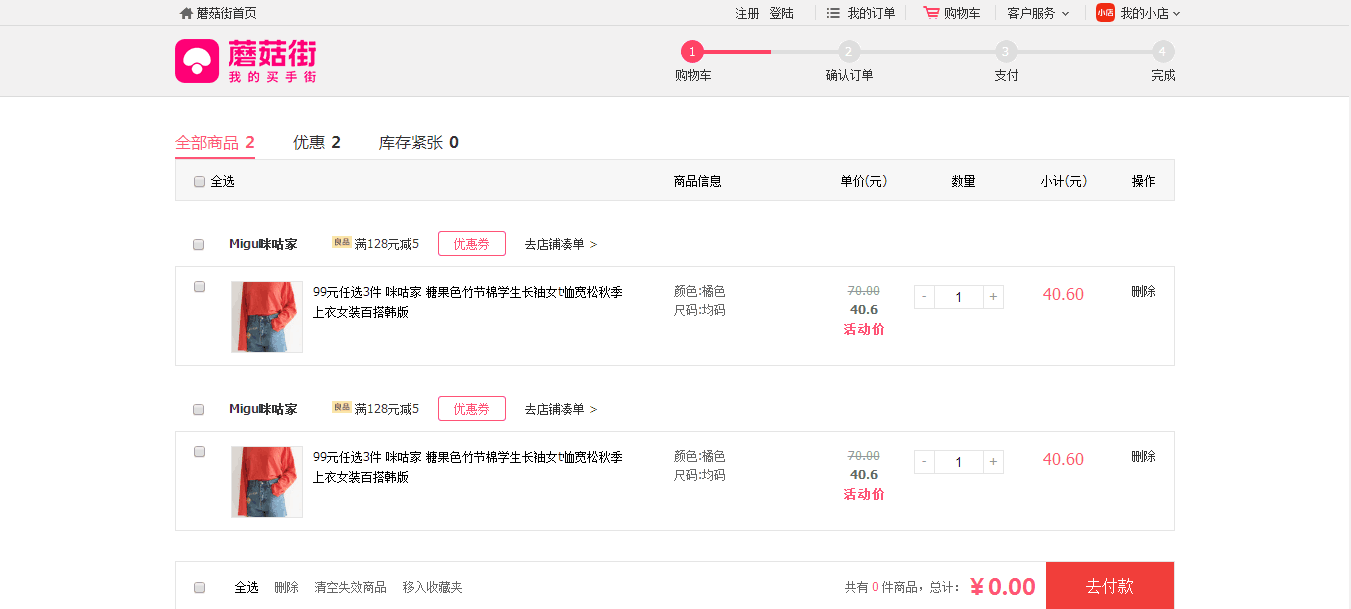 蘑菇街首页 注册 登陆 我的订单 购物车 客户服务 小店 我的小店
蘑菇街
我的买手街
1 2 3 4
购物车 确认订单 支付 完成
全部商品 2 优惠 2 库存紧张 0
全选 商品信息 单价(元) 数量 小计(元) 操作
Migul咪咕家 良品 满128元减5 优惠券 去店铺凑单 >
99元任选3件 咪咕家 糖果色竹节棉学生长袖女t恤宽松秋季
上衣女装百搭韩版
颜色:橘色
尺码:均码
70.00
40.6
活动价
- 1 +
40.60
删除
Migul咪咕家 良品 满128元减5 优惠券 去店铺凑单 >
99元任选3件 咪咕家 糖果色竹节棉学生长袖女t恤宽松秋季
上衣女装百搭韩版
颜色:橘色
尺码:均码
70.00
40.6
活动价
- 1 +
40.60
删除
全选 删除 清空失效商品 移入收藏夹 共有 0 件商品，总计： ¥0.00 去付款